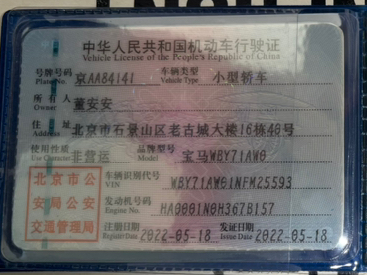 中华人民共和国机动车行驶证
Vehicle License of the People's Republic of China
号牌号码 京AA84141 车辆类型 小型轿车
Plate No. Vehicle Type
所有人 董安安
Owner
住址 北京市石景山区老古城大楼16栋48号
Address
使用性质 非营运 品牌型号 宝马WBY71AW0
Use Character Model
北京市公 车辆识别代号 WBY71AW01NFM25593
VIN
安局公安 发动机号码 HA0001N0H367B157
Engine No.
交通管理局 注册日期 2022-05-18 发证日期 2022-05-18
Register Date Issue Date